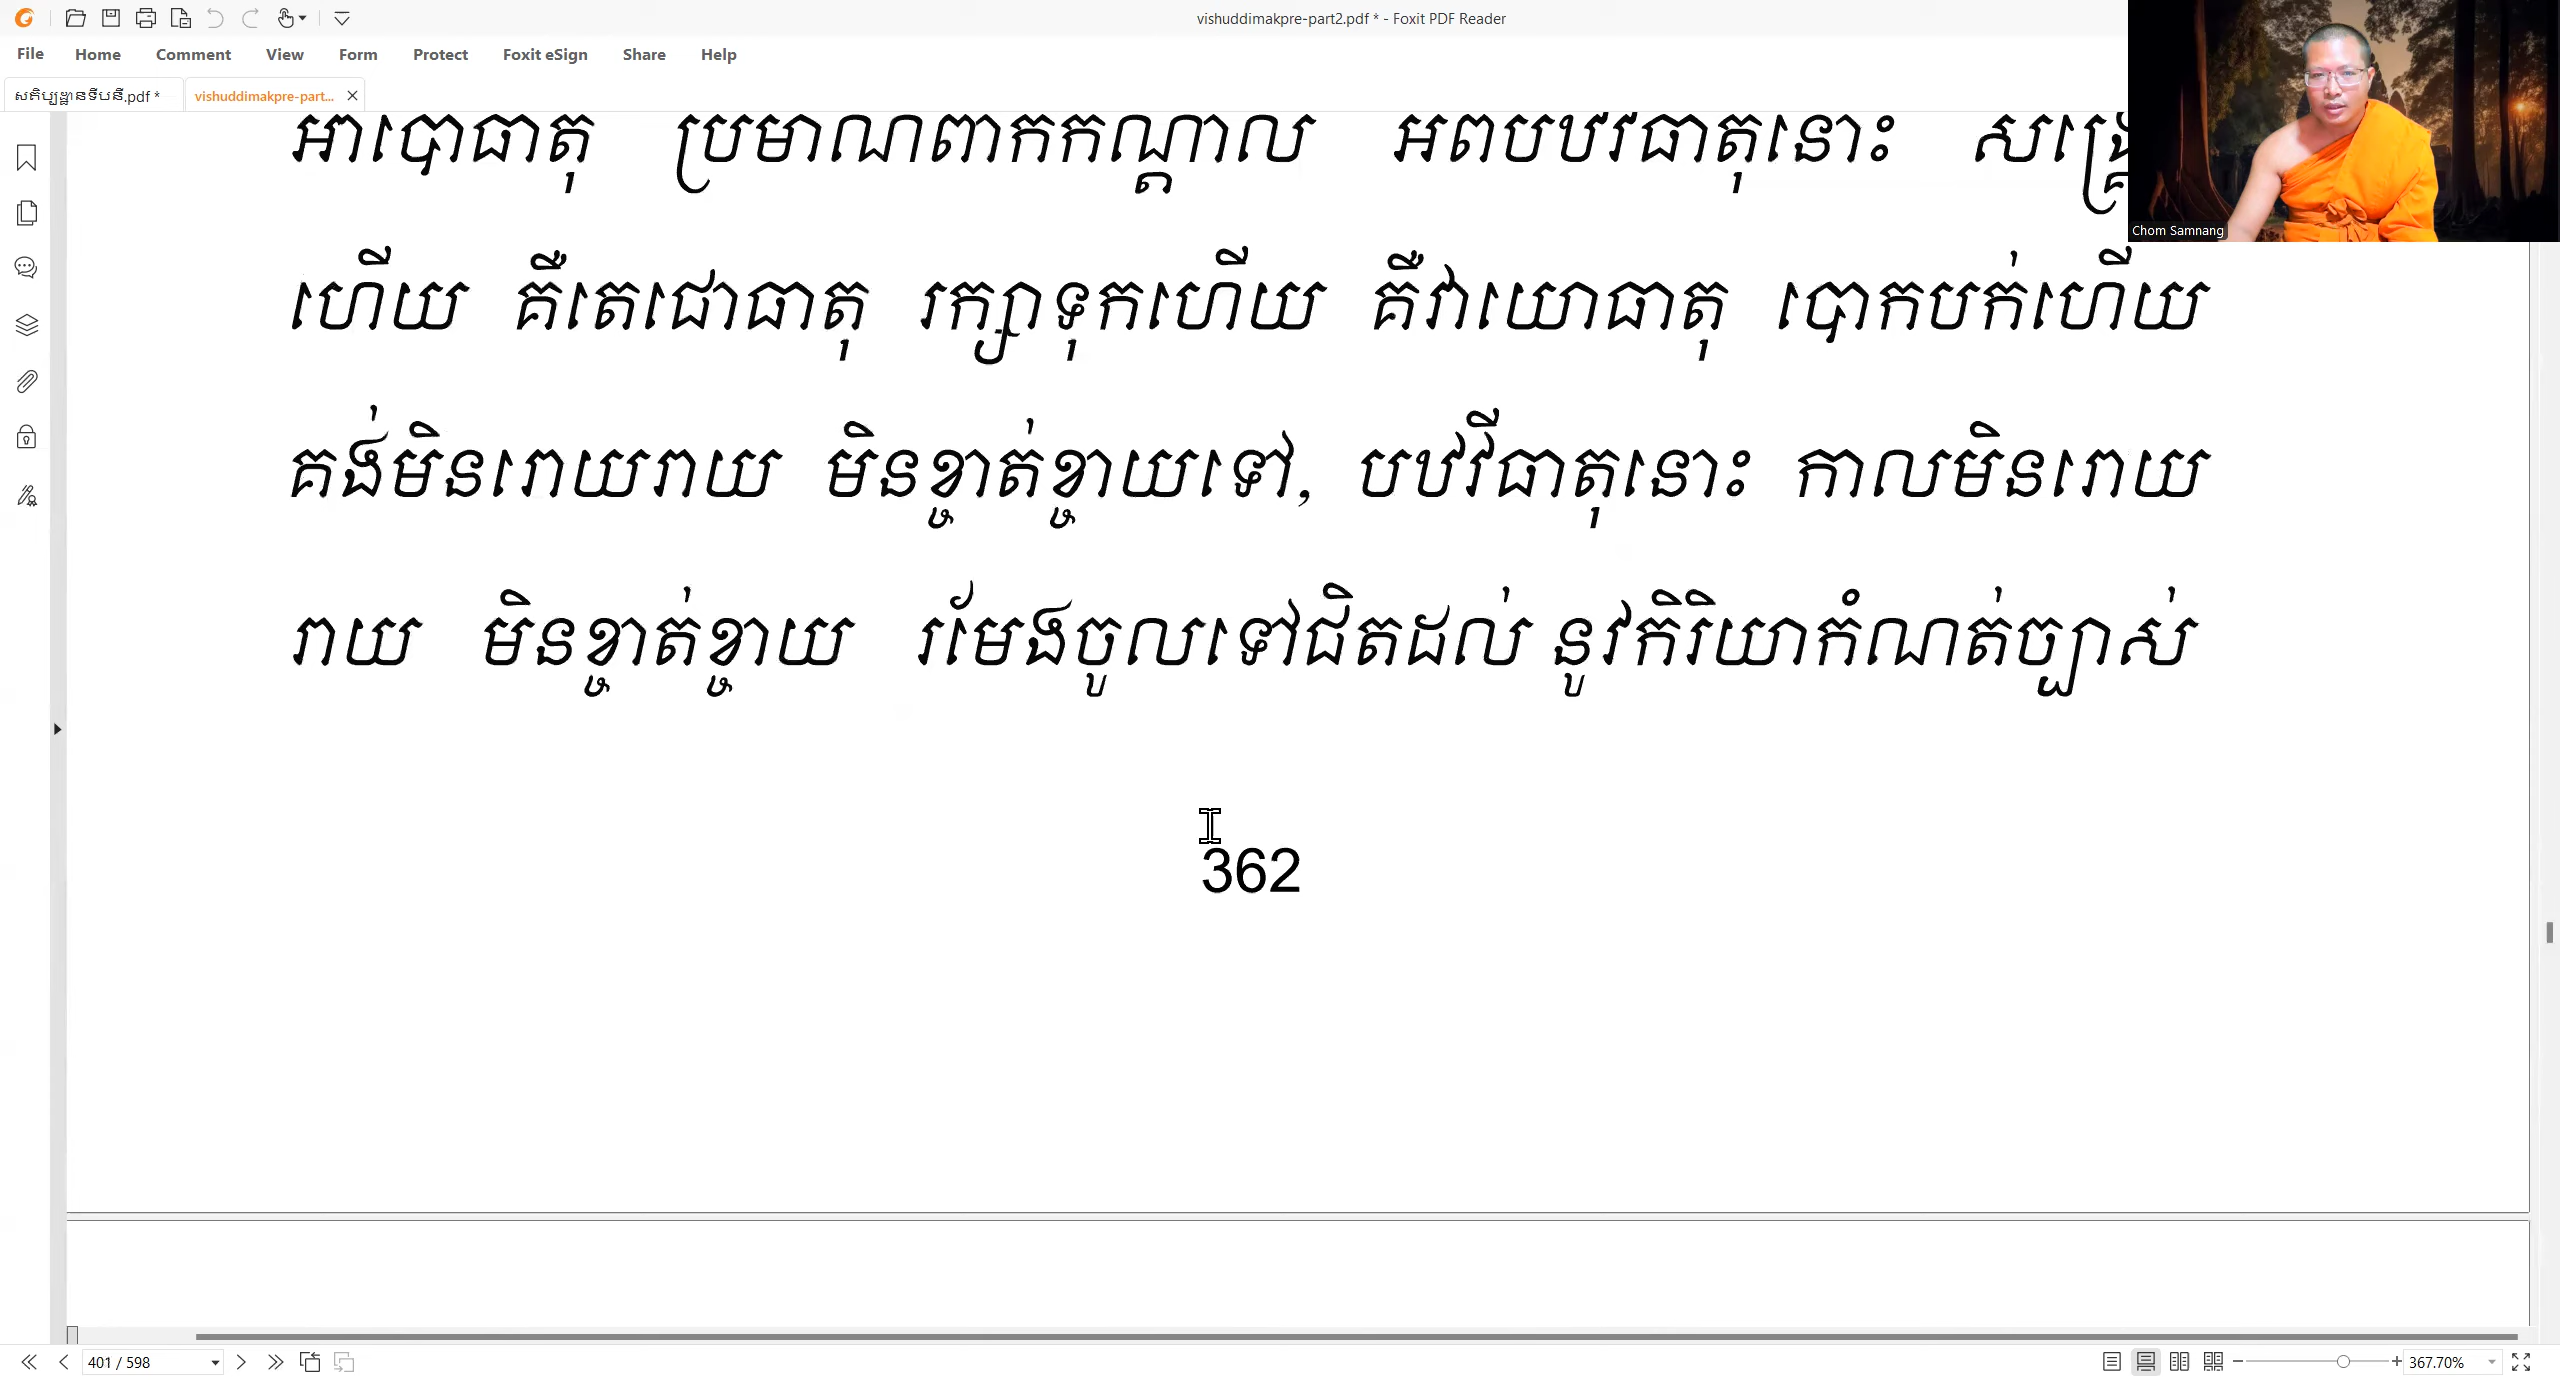 vishuddimakpre-part2.pdf * - Foxit PDF Reader
File Home Comment View Form Protect Foxit eSign Share Help
សតិប្បដ្ឋានទីបនី.pdf * vishuddimakpre-part...
Chom Samnang
អាបោធាតុ ប្រមាណពាកកណ្ដាល
ហើយ គឺតេជោធាតុ រក្សាទុកហើយ គឺវាយោធាតុ បោកបក់ហើយ
គង់មិនរោយរាយ មិនខ្ចាត់ខ្ចាយទៅ, បឋវីធាតុនោះ កាលមិនរោយ
រាយ មិនខ្ចាត់ខ្ចាយ រមែងចូលទៅជិតដល់ នូវកិរិយាកំណត់ច្បាស់
362
401 / 598
367.70%